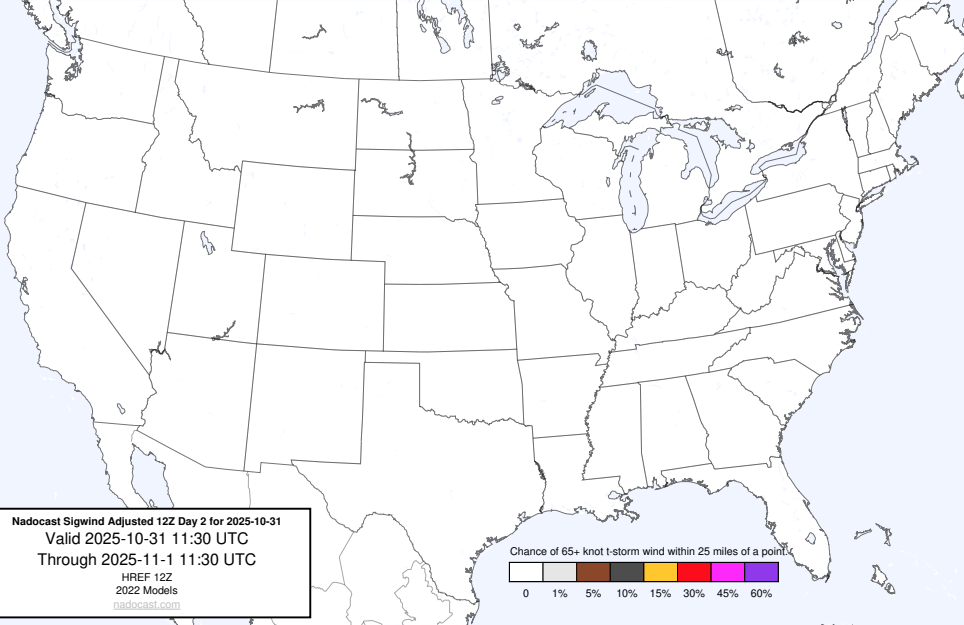 Nadocast Sigwind Adjusted 12Z Day 2 for 2025-10-31
Valid 2025-10-31 11:30 UTC
Through 2025-11-1 11:30 UTC
HREF 12Z
2022 Models
nadocast.com
Chance of 65+ knot t-storm wind within 25 miles of a point.
0 1% 5% 10% 15% 30% 45% 60%